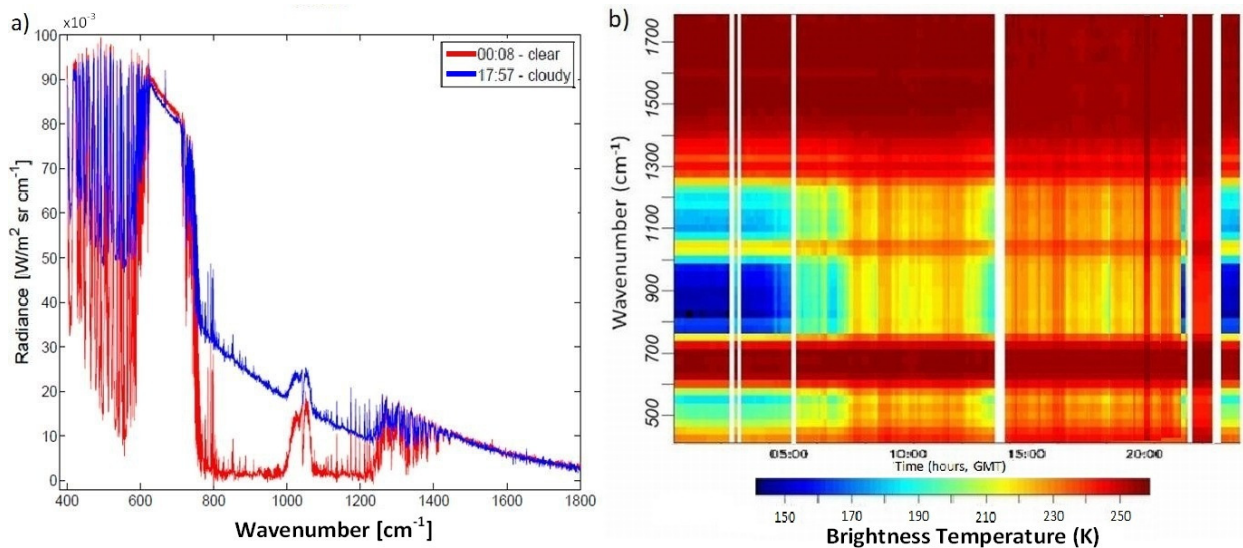 a)
x10⁻³
100
90
80
70
60
50
40
30
20
10
0
Radiance [W/m² sr cm⁻¹]
00:08 - clear
17:57 - cloudy
400 600 800 1000 1200 1400 1600 1800
Wavenumber [cm⁻¹]
b)
1700
1500
1300
1100
900
700
500
Wavenumber (cm⁻¹)
05:00 10:00 15:00 20:00
Time (hours, GMT)
150 170 190 210 230 250
Brightness Temperature (K)